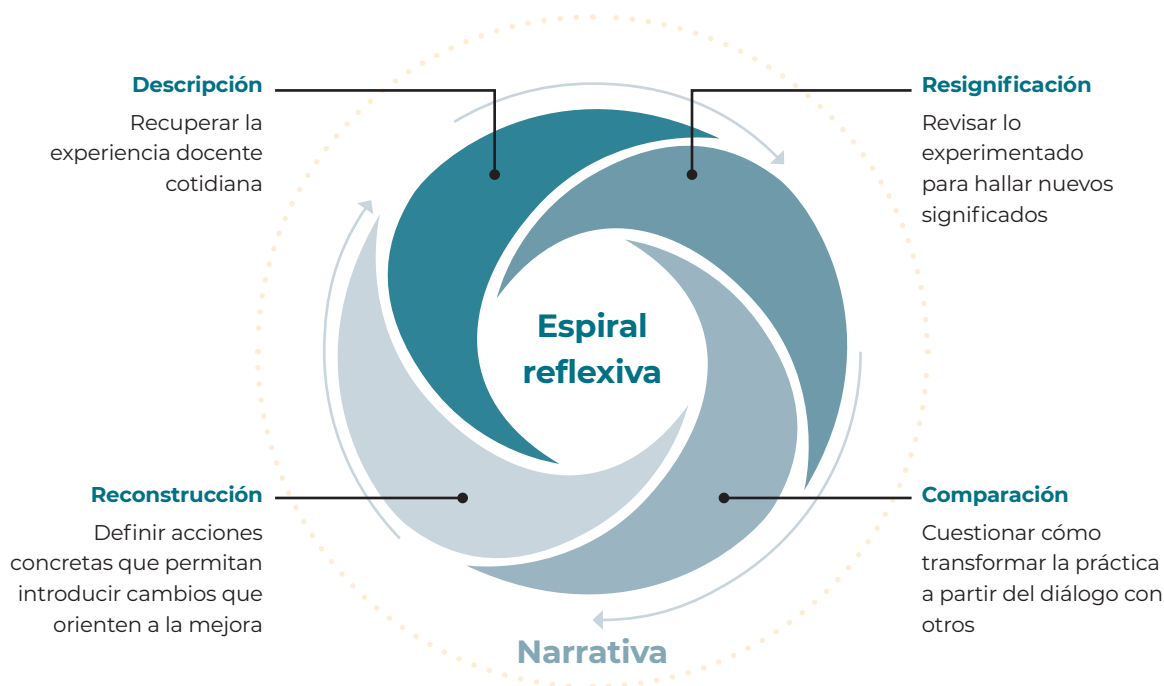 Descripción
Recuperar la
experiencia docente
cotidiana
Resignificación
Revisar lo
experimentado
para hallar nuevos
significados
Espiral
reflexiva
Reconstrucción
Definir acciones
concretas que permitan
introducir cambios que
orienten a la mejora
Comparación
Cuestionar cómo
transformar la práctica
a partir del diálogo con
otros
Narrativa